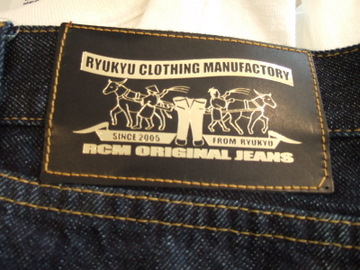 RYUKYU CLOTHING MANUFACTORY
SINCE 2005 FROM RYUKYU
RCM ORIGINAL JEANS